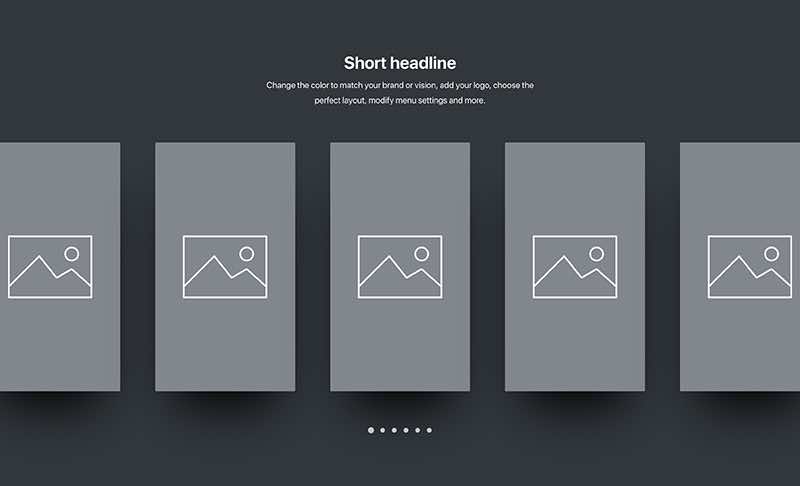 Short headline
Change the color to match your brand or vision, add your logo, choose the
perfect layout, modify menu settings and more.